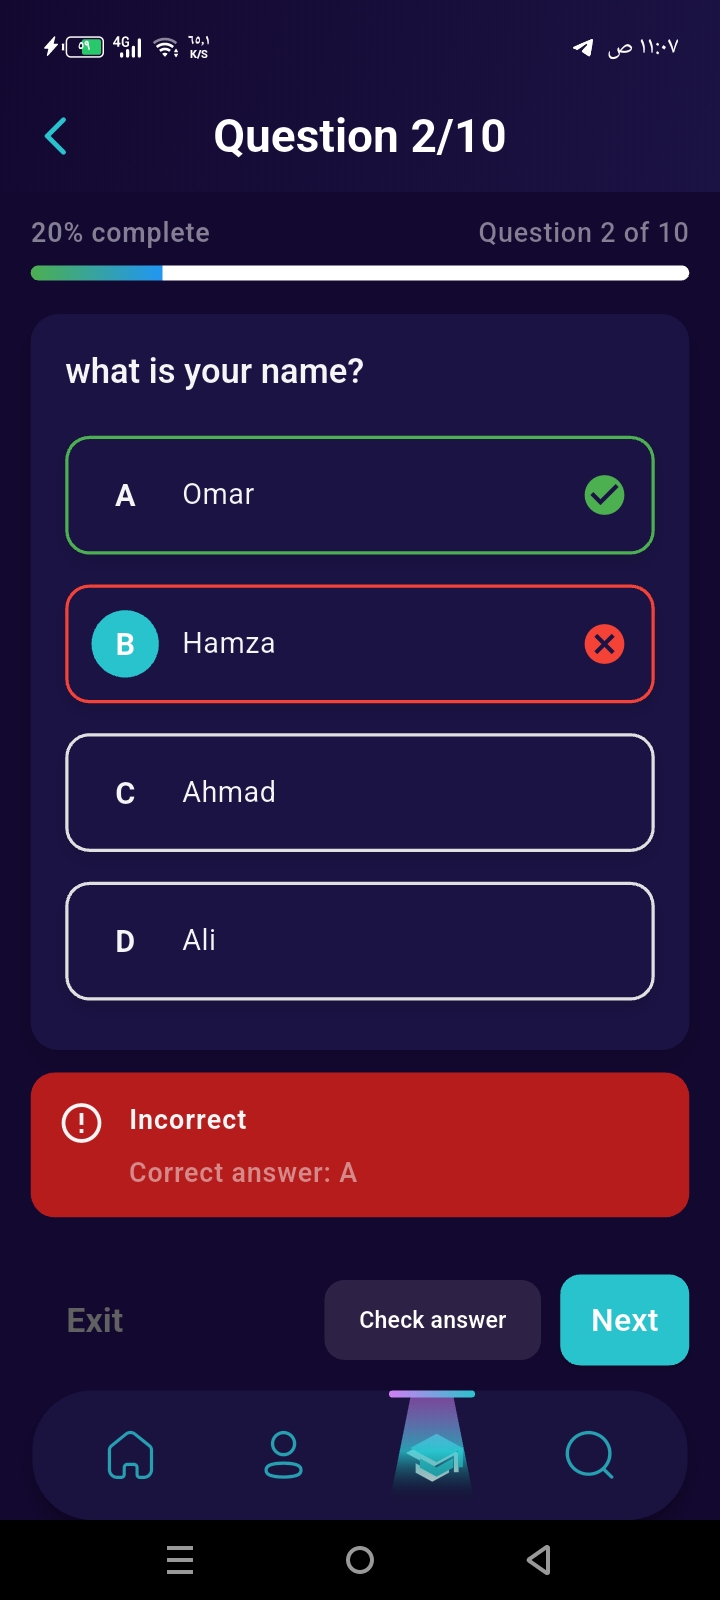 ٥٩ 4G ٦٥٫١ K/S ص ١١:٠٧
Question 2/10
20% complete Question 2 of 10
what is your name?
A Omar
B Hamza
C Ahmad
D Ali
Incorrect
Correct answer: A
Exit Check answer Next